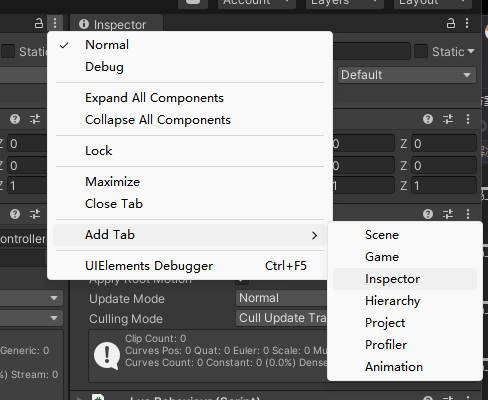 Account
Layers
Layout
Inspector
Static
Static
Normal
Debug
Default
Expand All Components
Collapse All Components
Lock
Z 0
Z 0
Z 0
Z 0
Z 1
Z 1
Maximize
Close Tab
Add Tab
UIElements Debugger Ctrl+F5
Scene
Game
Inspector
Hierarchy
Project
Profiler
Animation
ontroller
Apply Root Motion
Update Mode Normal
Culling Mode Cull Update Tra
Generic: 0
%) Stream: 0
Clip Count: 0
Curves Pos: 0 Quat: 0 Euler: 0 Scale: 0 Mu
Curves Count: 0 Constant: 0 (0.0%) Dense
Lua Behaviour (Script)